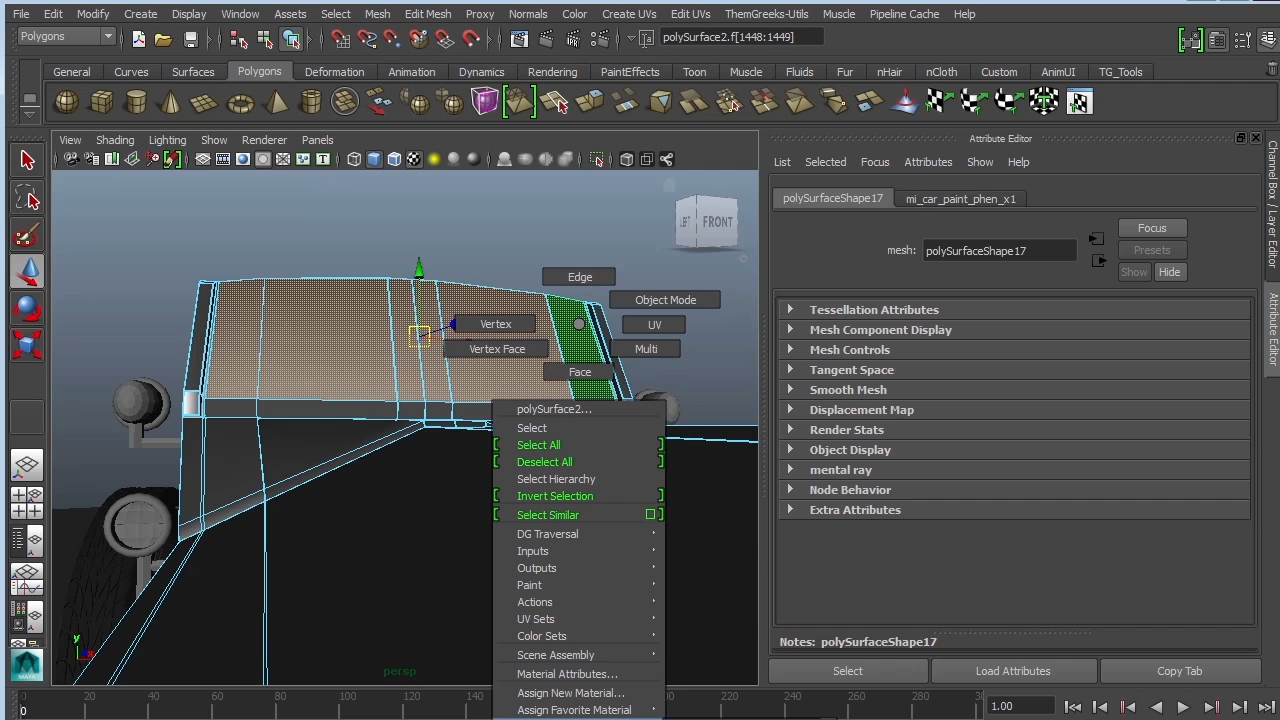 File Edit Modify Create Display Window Assets Select Mesh Edit Mesh Proxy Normals Color Create UVs Edit UVs ThemGreeks-Utils Muscle Pipeline Cache Help
Polygons polySurface2.f[1448:1449]
General Curves Surfaces Polygons Deformation Animation Dynamics Rendering PaintEffects Toon Muscle Fluids Fur nHair nCloth Custom AnimUI TG_Tools
View Shading Lighting Show Renderer Panels
Attribute Editor
List Selected Focus Attributes Show Help
polySurfaceShape17 mi_car_paint_phen_x1
Focus
mesh: polySurfaceShape17 Presets
Show Hide
LEFT FRONT
Edge
Object Mode
Vertex UV
Vertex Face Multi
Face
Tessellation Attributes
Mesh Component Display
Mesh Controls
Tangent Space
Smooth Mesh
Displacement Map
Render Stats
Object Display
mental ray
Node Behavior
Extra Attributes
polySurface2...
Select
Select All
Deselect All
Select Hierarchy
Invert Selection
Select Similar
DG Traversal
Inputs
Outputs
Paint
Actions
UV Sets
Color Sets
Scene Assembly
Material Attributes...
Assign New Material...
Assign Favorite Material
Channel Box / Layer Editor
Attribute Editor
Notes: polySurfaceShape17
Select Load Attributes Copy Tab
persp
y
MAYA
0 20 40 60 80 100 120 140 200 220 240 260 280 300
0
1.00